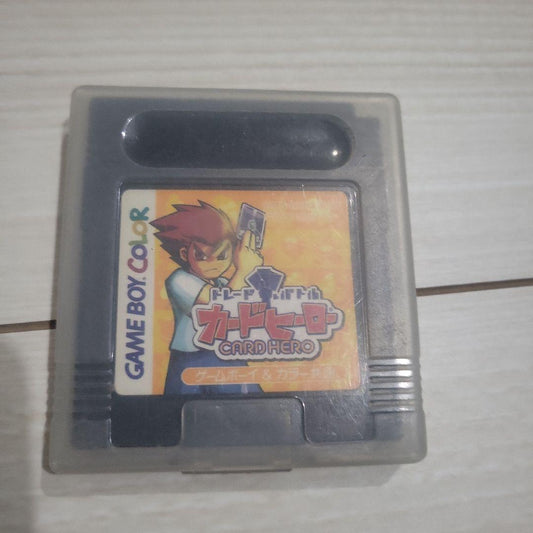 GAME BOY COLOR
トレード&バトル
カードヒーロー
CARD HERO
ゲームボーイ & カラー共通